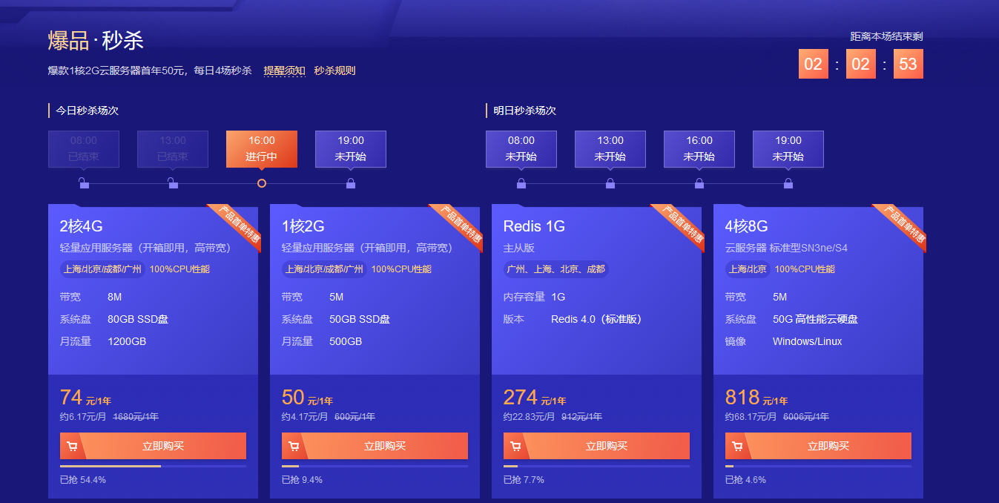 爆品·秒杀
距离本场结束剩
02 : 02 : 53
爆款1核2G云服务器首年50元，每日4场秒杀 提醒须知 秒杀规则
今日秒杀场次
08:00
已结束
13:00
已结束
16:00
进行中
19:00
未开始
明日秒杀场次
08:00
未开始
13:00
未开始
16:00
未开始
19:00
未开始
产品首单特惠
2核4G
轻量应用服务器（开箱即用，高带宽）
上海/北京/成都/广州 100%CPU性能
带宽 8M
系统盘 80GB SSD盘
月流量 1200GB
74 元/1年
约6.17元/月 1680元/1年
立即购买
已抢 54.4%
产品首单特惠
1核2G
轻量应用服务器（开箱即用，高带宽）
上海/北京/成都/广州 100%CPU性能
带宽 5M
系统盘 50GB SSD盘
月流量 500GB
50 元/1年
约4.17元/月 600元/1年
立即购买
已抢 9.4%
产品首单特惠
Redis 1G
主从版
广州、上海、北京、成都
内存容量 1G
版本 Redis 4.0（标准版）
274 元/1年
约22.83元/月 912元/1年
立即购买
已抢 7.7%
产品首单特惠
4核8G
云服务器 标准型SN3ne/S4
上海/北京 100%CPU性能
带宽 5M
系统盘 50G 高性能云硬盘
镜像 Windows/Linux
818 元/1年
约68.17元/月 6006元/1年
立即购买
已抢 4.6%